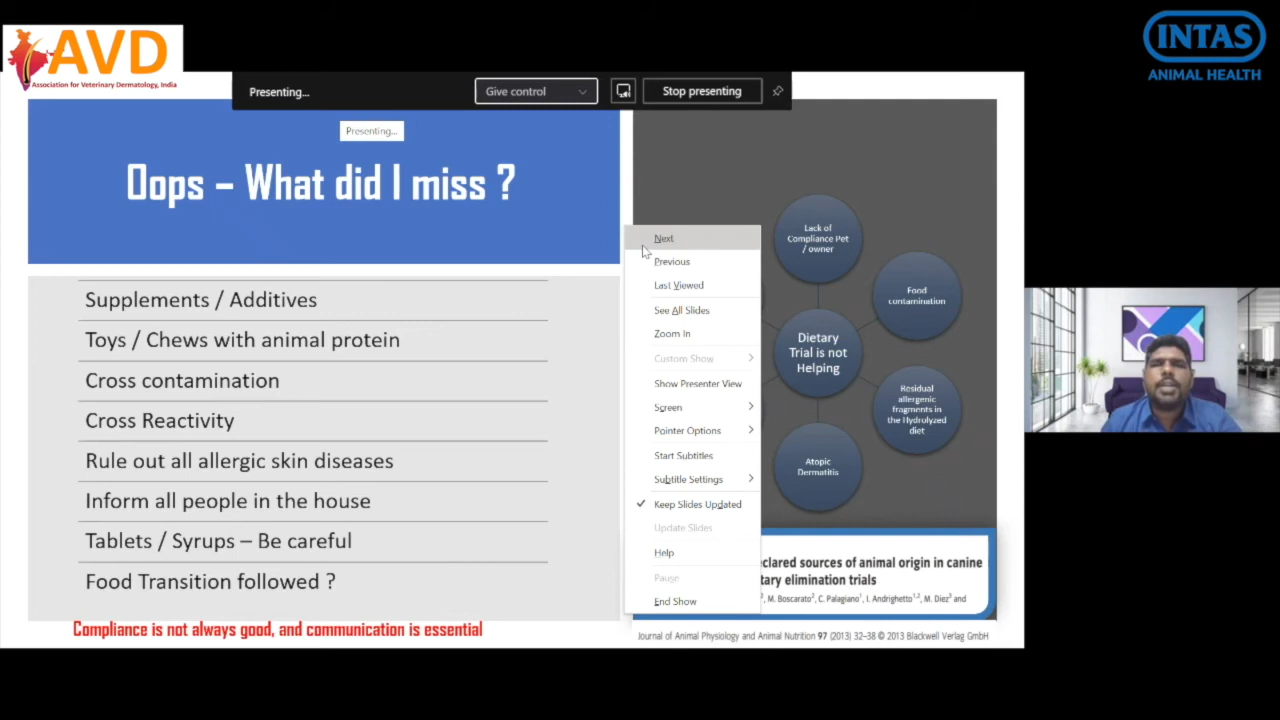 AVD
Association for Veterinary Dermatology, India
INTAS
ANIMAL HEALTH
Presenting...
Give control
Stop presenting
Presenting...
Oops – What did I miss ?
Supplements / Additives
Toys / Chews with animal protein
Cross contamination
Cross Reactivity
Rule out all allergic skin diseases
Inform all people in the house
Tablets / Syrups – Be careful
Food Transition followed ?
Compliance is not always good, and communication is essential
Next
Previous
Last Viewed
See All Slides
Zoom In
Custom Show
Show Presenter View
Screen
Pointer Options
Start Subtitles
Subtitle Settings
Keep Slides Updated
Update Slides
Help
Pause
End Show
Lack of
Compliance Pet
/ owner
Food
contamination
Dietary
Trial is not
Helping
Residual
allergenic
fragments in
the Hydrolyzed
diet
Atopic
Dermatitis
clared sources of animal origin in canine
tary elimination trials
, M. Boscarato², C. Palagiano¹, I. Andrighetto¹,², M. Diez³ and
Journal of Animal Physiology and Animal Nutrition 97 (2013) 32–38 © 2013 Blackwell Verlag GmbH